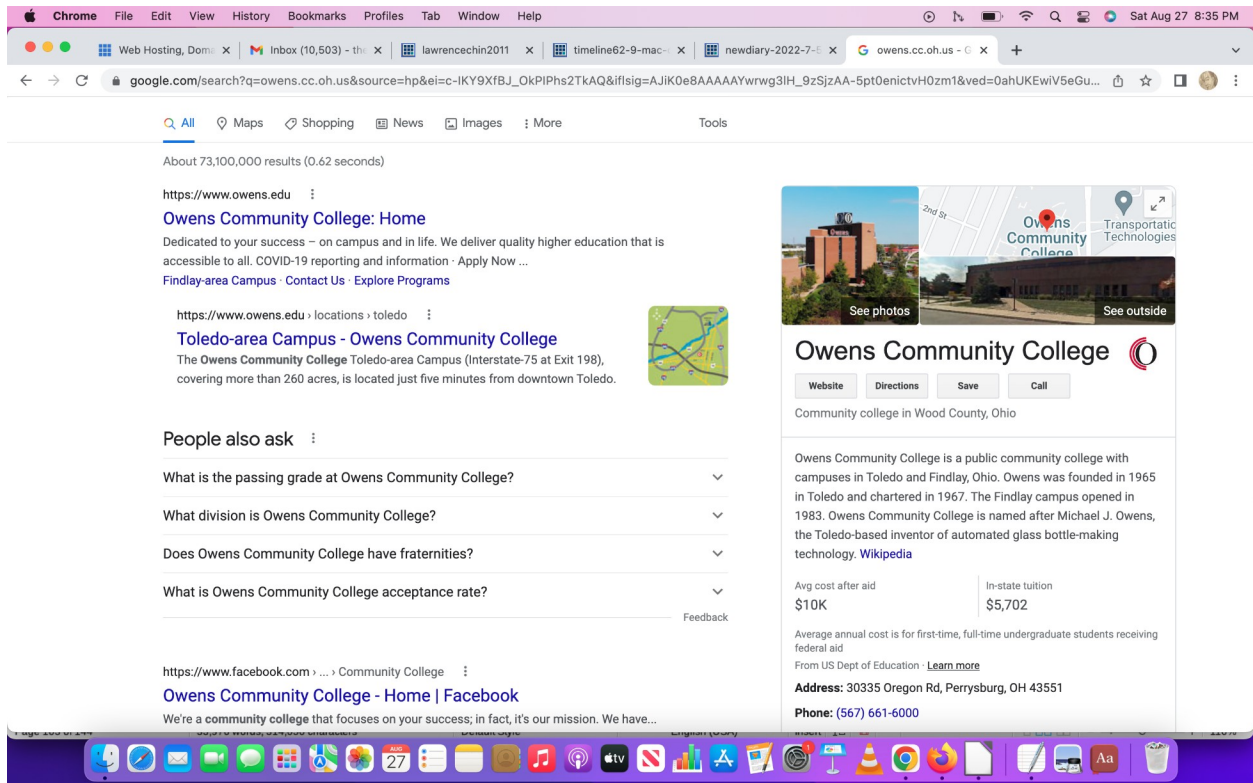 Chrome File Edit View History Bookmarks Profiles Tab Window Help Sat Aug 27 8:35 PM
Web Hosting, Doma Inbox (10,503) - the lawrencechin2011 timeline62-9-mac- newdiary-2022-7- owens.cc.oh.us - G
google.com/search?q=owens.cc.oh.us&source=hp&ei=c-IKY9XfBJ_OkPIPhs2TkAQ&iflsig=AJiK0e8AAAAAYwrwg3lH_9zSjzAA-5pt0enictvH0zm1&ved=0ahUKEwiV5eGu...
All Maps Shopping News Images More Tools
About 73,100,000 results (0.62 seconds)
https://www.owens.edu
Owens Community College: Home
Dedicated to your success – on campus and in life. We deliver quality higher education that is
accessible to all. COVID-19 reporting and information · Apply Now ...
Findlay-area Campus · Contact Us · Explore Programs
https://www.owens.edu › locations › toledo
Toledo-area Campus - Owens Community College
The Owens Community College Toledo-area Campus (Interstate-75 at Exit 198),
covering more than 260 acres, is located just five minutes from downtown Toledo.
People also ask
What is the passing grade at Owens Community College?
What division is Owens Community College?
Does Owens Community College have fraternities?
What is Owens Community College acceptance rate?
Feedback
https://www.facebook.com › ... › Community College
Owens Community College - Home | Facebook
We're a community college that focuses on your success; in fact, it's our mission. We have...
2nd St
Owens
Community
College
Transportatic
Technologies
See photos
See outside
Owens Community College
Website Directions Save Call
Community college in Wood County, Ohio
Owens Community College is a public community college with
campuses in Toledo and Findlay, Ohio. Owens was founded in 1965
in Toledo and chartered in 1967. The Findlay campus opened in
1983. Owens Community College is named after Michael J. Owens,
the Toledo-based inventor of automated glass bottle-making
technology. Wikipedia
Avg cost after aid In-state tuition
$10K $5,702
Average annual cost is for first-time, full-time undergraduate students receiving
federal aid
From US Dept of Education · Learn more
Address: 30335 Oregon Rd, Perrysburg, OH 43551
Phone: (567) 661-6000
AUG
27
tv
Aa